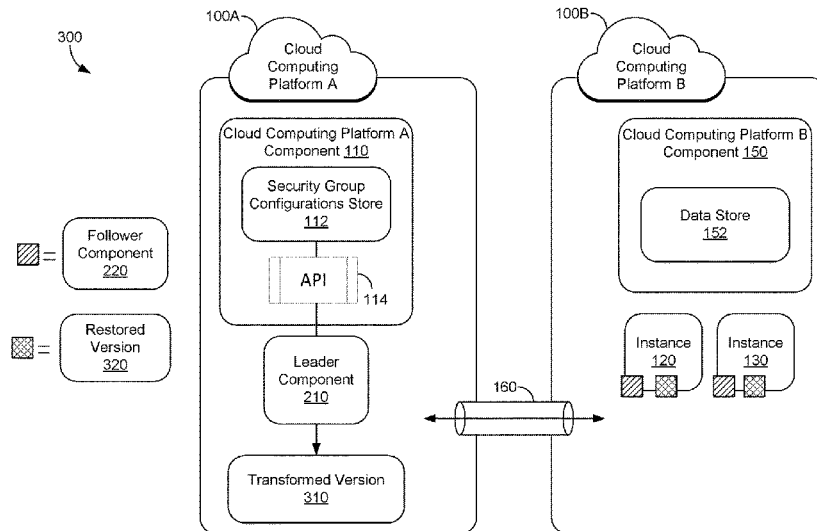 300
100A
Cloud
Computing
Platform A
100B
Cloud
Computing
Platform B
Cloud Computing Platform A
Component 110
Security Group
Configurations Store
112
API
114
Leader
Component
210
Transformed Version
310
Follower
Component
220
=
Restored
Version
320
=
160
Cloud Computing Platform B
Component 150
Data Store
152
Instance
120
Instance
130